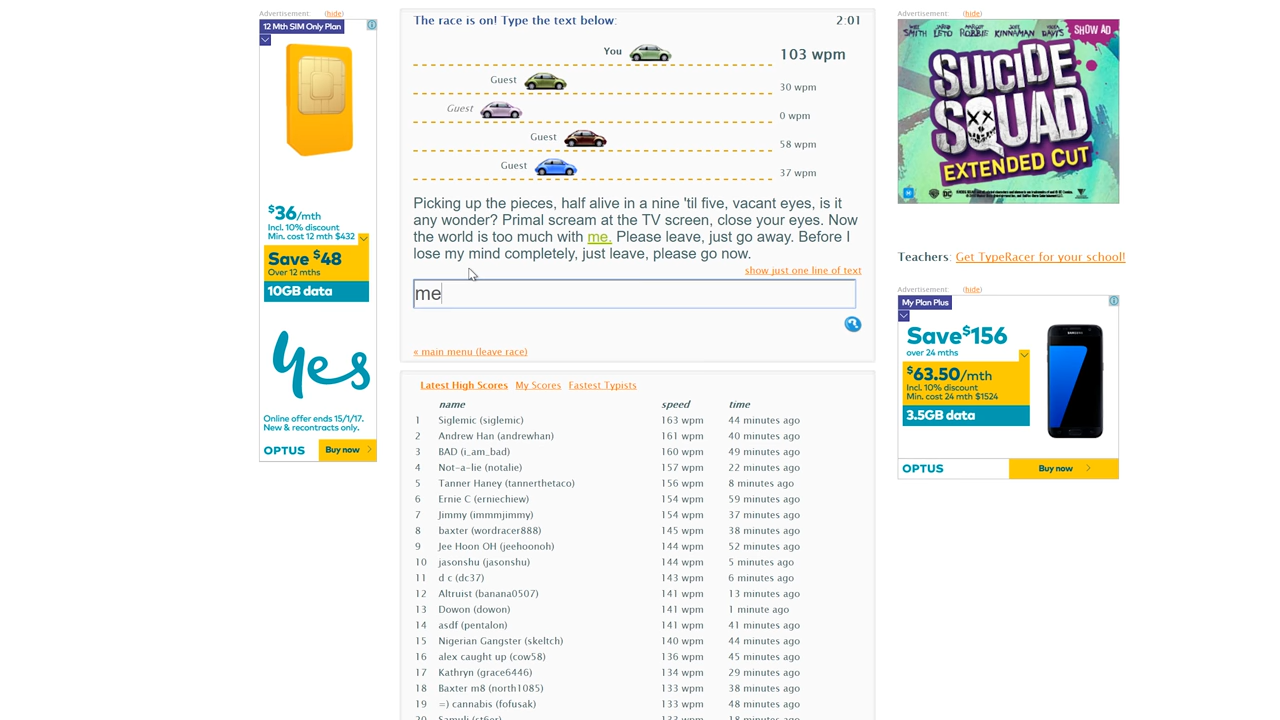 Advertisement: (hide)
12 Mth SIM Only Plan
$36/mth
Incl. 10% discount
Min. cost 12 mth $432
Save $48
Over 12 mths
10GB data
yes
Online offer ends 15/1/17.
New & recontracts only.
OPTUS Buy now
The race is on! Type the text below: 2:01
You 103 wpm
Guest 30 wpm
Guest 0 wpm
Guest 58 wpm
Guest 37 wpm
Picking up the pieces, half alive in a nine 'til five, vacant eyes, is it
any wonder? Primal scream at the TV screen, close your eyes. Now
the world is too much with me. Please leave, just go away. Before I
lose my mind completely, just leave, please go now.
show just one line of text
me
« main menu (leave race)
Latest High Scores My Scores Fastest Typists
name speed time
1 Siglemic (siglemic) 163 wpm 44 minutes ago
2 Andrew Han (andrewhan) 161 wpm 40 minutes ago
3 BAD (i_am_bad) 160 wpm 49 minutes ago
4 Not-a-lie (notalie) 157 wpm 22 minutes ago
5 Tanner Haney (tannerthetaco) 156 wpm 8 minutes ago
6 Ernie C (erniechiew) 154 wpm 59 minutes ago
7 Jimmy (immmjimmy) 154 wpm 37 minutes ago
8 baxter (wordracer888) 145 wpm 38 minutes ago
9 Jee Hoon OH (jeehoonoh) 144 wpm 52 minutes ago
10 jasonshu (jasonshu) 144 wpm 5 minutes ago
11 d c (dc37) 143 wpm 6 minutes ago
12 Altruist (banana0507) 141 wpm 13 minutes ago
13 Dowon (dowon) 141 wpm 1 minute ago
14 asdf (pentalon) 141 wpm 41 minutes ago
15 Nigerian Gangster (skeltch) 140 wpm 44 minutes ago
16 alex caught up (cow58) 136 wpm 45 minutes ago
17 Kathryn (grace6446) 134 wpm 29 minutes ago
18 Baxter m8 (north1085) 133 wpm 38 minutes ago
19 =) cannabis (fofusak) 133 wpm 48 minutes ago
20 Samuli (st6er) 133 wpm 18 minutes ago
Advertisement: (hide)
SMITH LETO ROBBIE KINNAMAN DAVIS
SHOW AD
SUICIDE
SQUAD
EXTENDED CUT
Teachers: Get TypeRacer for your school!
Advertisement: (hide)
My Plan Plus
Save $156
over 24 mths
$63.50/mth
Incl. 10% discount
Min. cost 24 mth $1524
3.5GB data
OPTUS Buy now